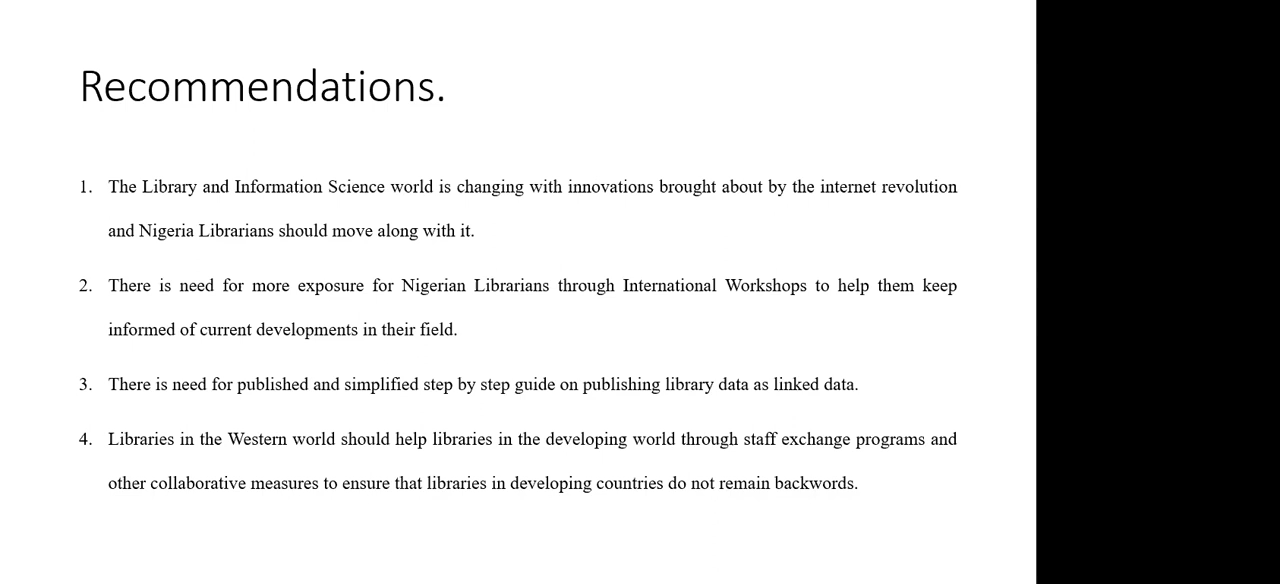 Recommendations.
1. The Library and Information Science world is changing with innovations brought about by the internet revolution
and Nigeria Librarians should move along with it.
2. There is need for more exposure for Nigerian Librarians through International Workshops to help them keep
informed of current developments in their field.
3. There is need for published and simplified step by step guide on publishing library data as linked data.
4. Libraries in the Western world should help libraries in the developing world through staff exchange programs and
other collaborative measures to ensure that libraries in developing countries do not remain backwords.